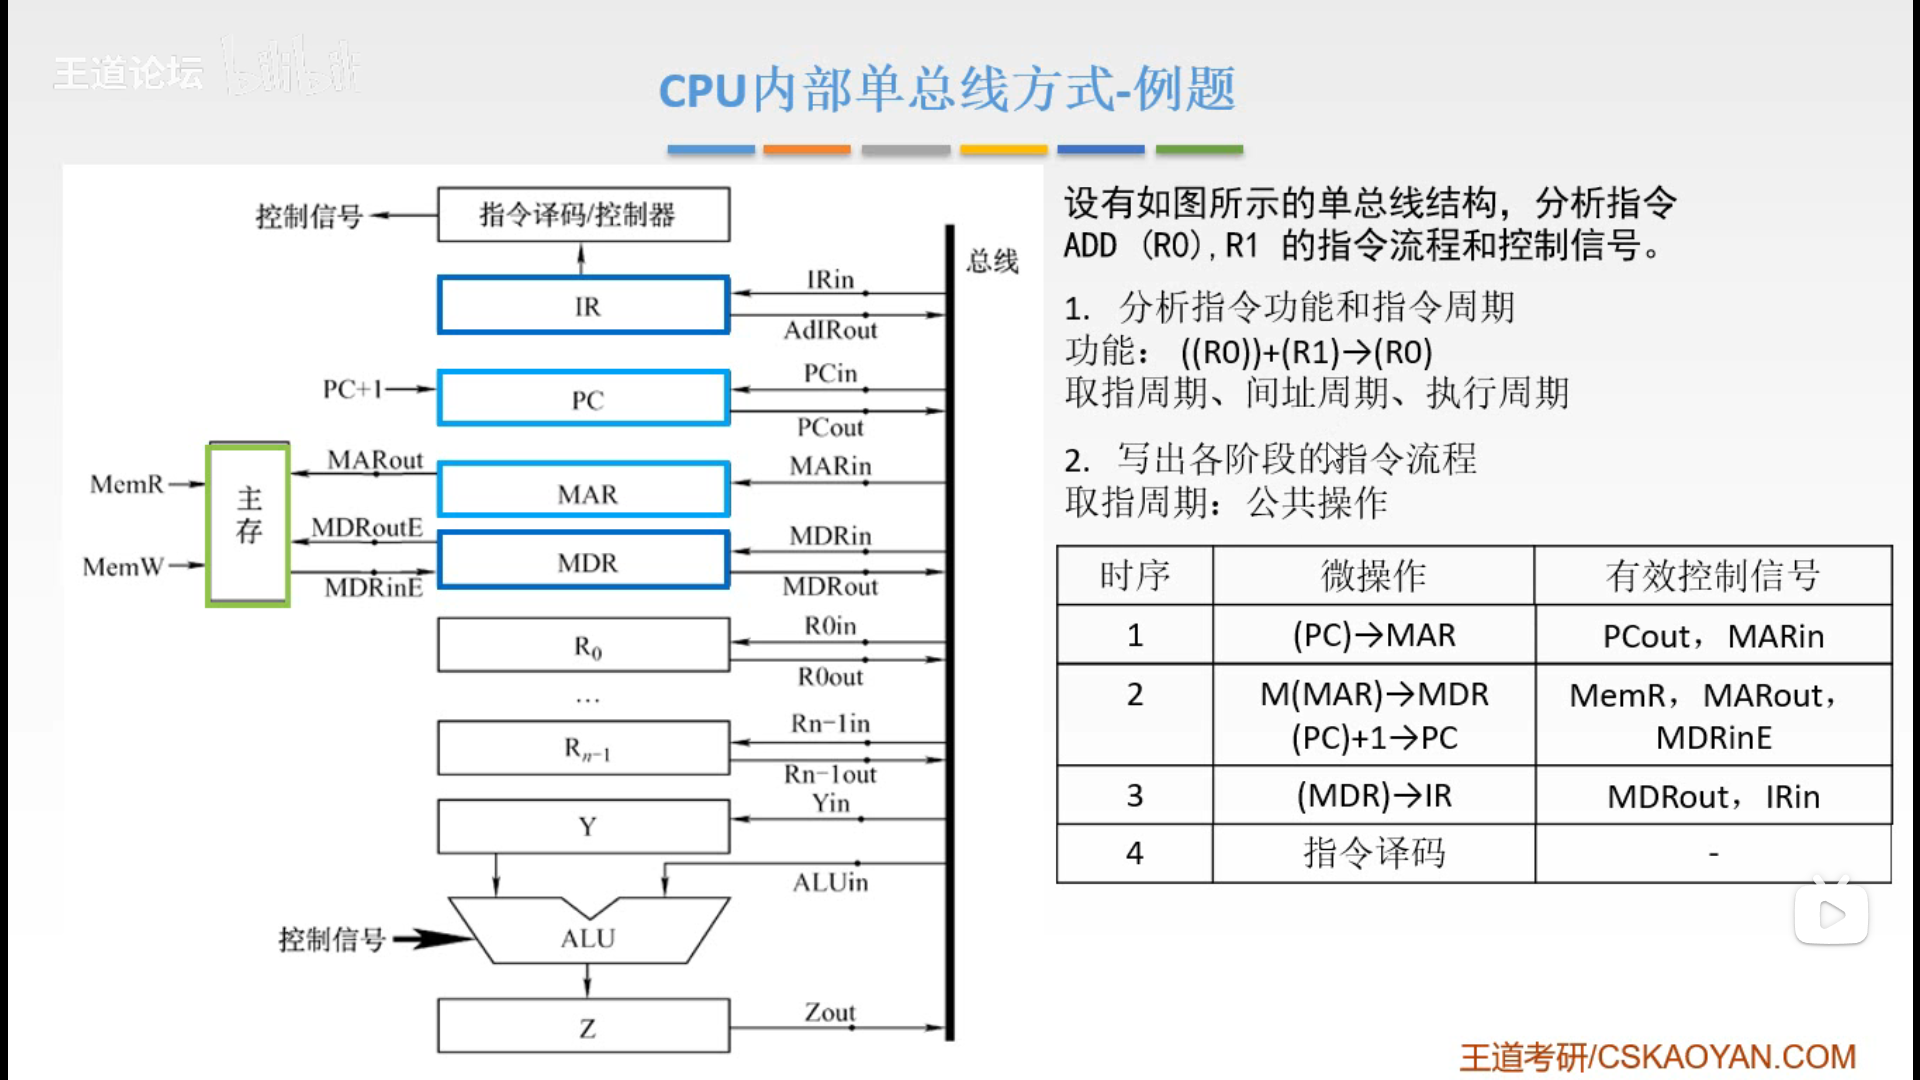 王道论坛 bilibili
CPU内部单总线方式-例题
控制信号
指令译码/控制器
总线
IR
IRin
AdIRout
PC+1
PC
PCin
PCout
MemR
MemW
主存
MARout
MAR
MARin
MDRoutE
MDRinE
MDR
MDRin
MDRout
R0
R0in
R0out
…
Rn-1
Rn-1in
Rn-1out
Y
Yin
ALUin
控制信号
ALU
Z
Zout
设有如图所示的单总线结构，分析指令
ADD (R0),R1 的指令流程和控制信号。
1. 分析指令功能和指令周期
功能： ((R0))+(R1)→(R0)
取指周期、间址周期、执行周期
2. 写出各阶段的指令流程
取指周期：公共操作
时序 微操作 有效控制信号
1 (PC)→MAR PCout，MARin
2 M(MAR)→MDR MemR，MARout，
(PC)+1→PC MDRinE
3 (MDR)→IR MDRout，IRin
4 指令译码 -
王道考研/CSKAOYAN.COM